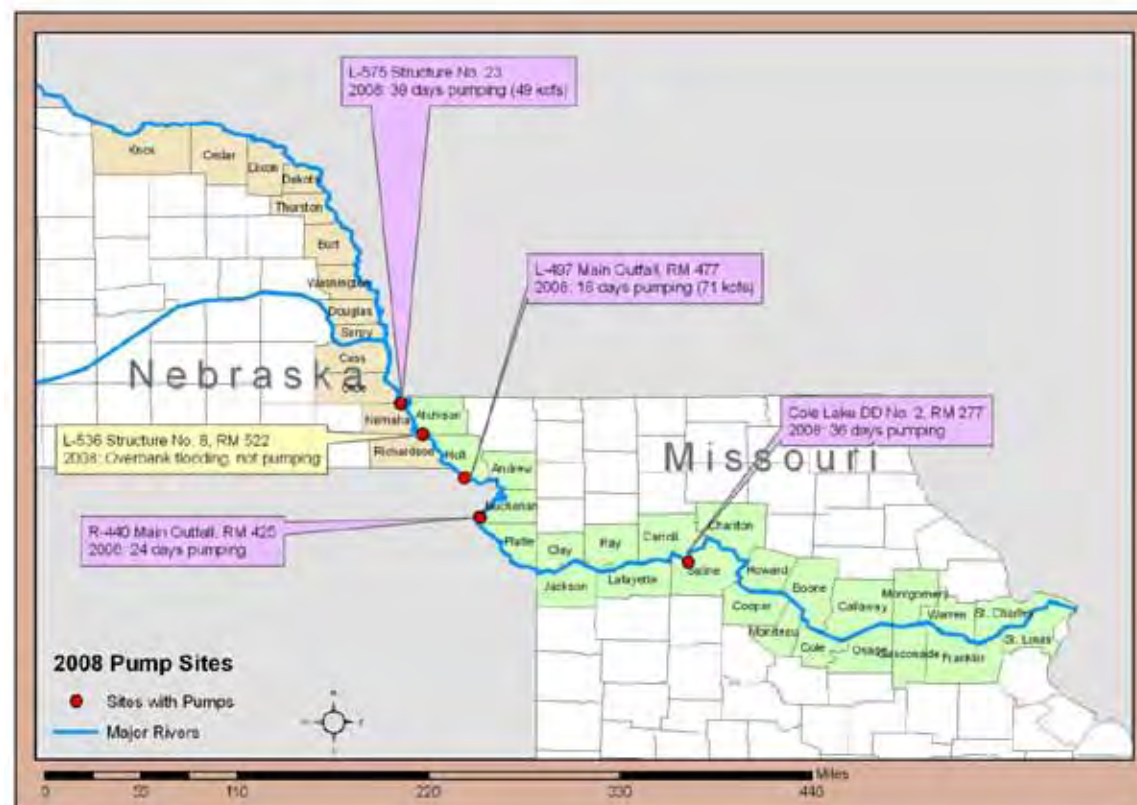 L-575 Structure No. 23
2008: 39 days pumping (49 kcfs)
Knox
Cedar
Dixon
Dakota
Thurston
Burt
L-497 Main Outfall, RM 477
2008: 16 days pumping (71 kcfs)
Washington
Douglas
Sarpy
Cass
Nebraska
Atchison
Nemaha
Cole Lake DD No. 2, RM 277
2008: 36 days pumping
L-536 Structure No. 8, RM 522
2008: Overbank flooding, not pumping
Richardson
Holt
Andrew
Missouri
Buchanan
R-440 Main Outfall, RM 425
2008: 24 days pumping
Platte
Clay
Ray
Carroll
Chariton
Jackson
Lafayette
Saline
Howard
Boone
Cooper
Callaway
Montgomery
Warren
St. Charles
Moniteau
Cole
Osage
Gasconade
Franklin
St. Louis
2008 Pump Sites
Sites with Pumps
Major Rivers
Miles
0 55 110 220 330 440